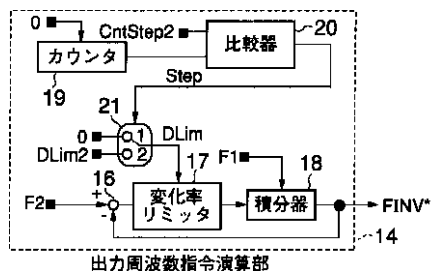 0
CntStep2
20
比較器
カウンタ
19
Step
21
0
1
DLim
DLim2
2
17
F1
18
F2
16
+
-
変化率
リミッタ
積分器
FINV*
14
出力周波数指令演算部